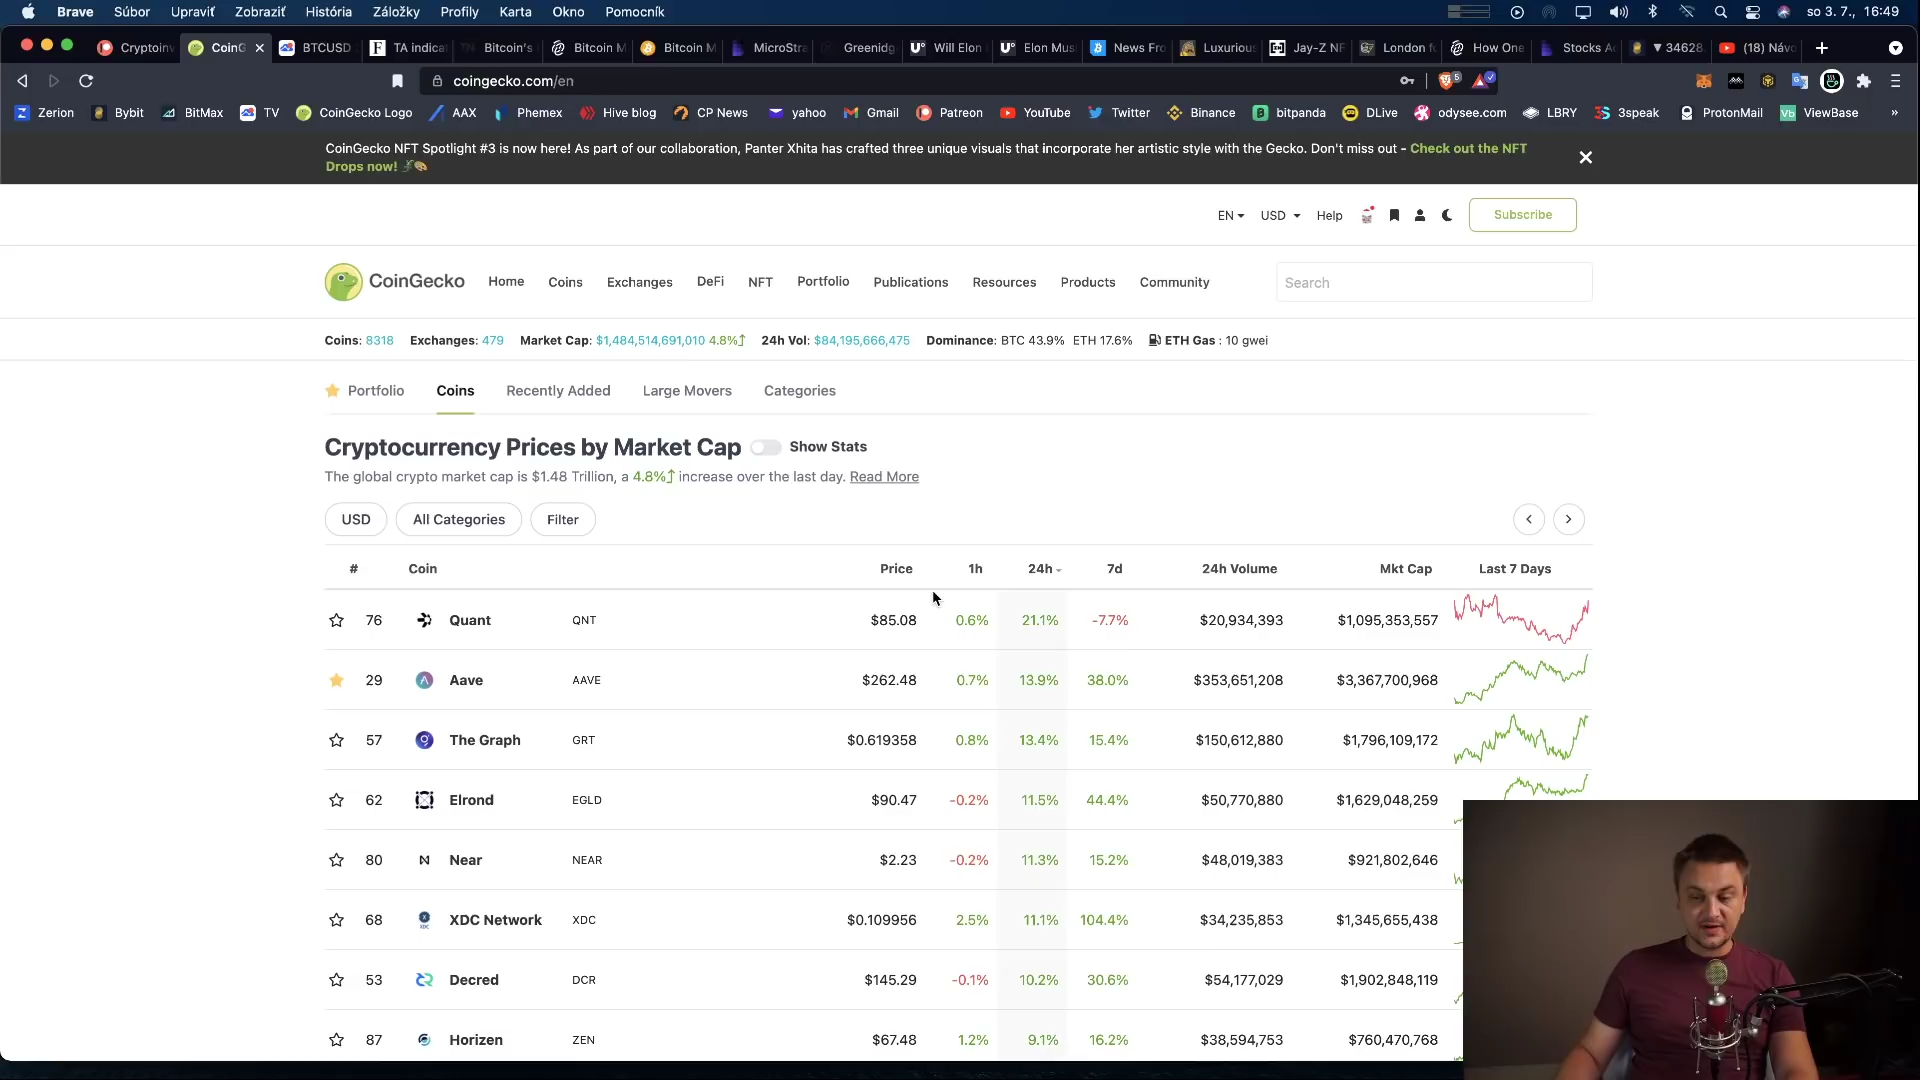 Brave Súbor Upraviť Zobraziť História Záložky Profily Karta Okno Pomocník so 3. 7., 16:49
Cryptoinv CoinG BTCUSD TA indica Bitcoin's Bitcoin M Bitcoin M MicroStra Greenidg Will Elon Elon Mus News Fro Luxuriou Jay-Z NF London f How One Stocks A ▼ 34628. (18) Návo
coingecko.com/en 5
Zerion Bybit BitMax TV CoinGecko Logo AAX Phemex Hive blog CP News yahoo Gmail Patreon YouTube Twitter Binance bitpanda DLive odysee.com LBRY 3speak ProtonMail ViewBase »
CoinGecko NFT Spotlight #3 is now here! As part of our collaboration, Panter Xhita has crafted three unique visuals that incorporate her artistic style with the Gecko. Don't miss out - Check out the NFT
Drops now!
EN USD Help Subscribe
CoinGecko Home Coins Exchanges DeFi NFT Portfolio Publications Resources Products Community Search
Coins: 8318 Exchanges: 479 Market Cap: $1,484,514,691,010 4.8% 24h Vol: $84,195,666,475 Dominance: BTC 43.9% ETH 17.6% ETH Gas : 10 gwei
Portfolio Coins Recently Added Large Movers Categories
Cryptocurrency Prices by Market Cap Show Stats
The global crypto market cap is $1.48 Trillion, a 4.8% increase over the last day. Read More
USD All Categories Filter
# Coin Price 1h 24h 7d 24h Volume Mkt Cap Last 7 Days
76 Quant QNT $85.08 0.6% 21.1% -7.7% $20,934,393 $1,095,353,557
29 Aave AAVE $262.48 0.7% 13.9% 38.0% $353,651,208 $3,367,700,968
57 The Graph GRT $0.619358 0.8% 13.4% 15.4% $150,612,880 $1,796,109,172
62 Elrond EGLD $90.47 -0.2% 11.5% 44.4% $50,770,880 $1,629,048,259
80 Near NEAR $2.23 -0.2% 11.3% 15.2% $48,019,383 $921,802,646
68 XDC Network XDC $0.109956 2.5% 11.1% 104.4% $34,235,853 $1,345,655,438
53 Decred DCR $145.29 -0.1% 10.2% 30.6% $54,177,029 $1,902,848,119
87 Horizen ZEN $67.48 1.2% 9.1% 16.2% $38,594,753 $760,470,768